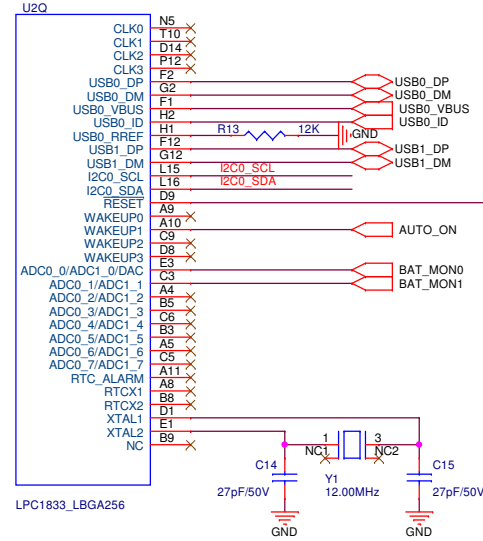 U2Q
CLK0 N5
CLK1 T10
CLK2 D14
CLK3 P12
USB0_DP F2 USB0_DP
USB0_DM G2 USB0_DM
USB0_VBUS F1 USB0_VBUS
USB0_ID H2 USB0_ID
USB0_RREF H1 R13 12K GND
USB1_DP F12 USB1_DP
USB1_DM G12 USB1_DM
I2C0_SCL L15 I2C0_SCL
I2C0_SDA L16 I2C0_SDA
RESET D9
WAKEUP0 A9
WAKEUP1 A10 AUTO_ON
WAKEUP2 C9
WAKEUP3 D8
ADC0_0/ADC1_0/DAC E3 BAT_MON0
ADC0_1/ADC1_1 C3 BAT_MON1
ADC0_2/ADC1_2 A4
ADC0_3/ADC1_3 B5
ADC0_4/ADC1_4 C6
ADC0_5/ADC1_5 B3
ADC0_6/ADC1_6 A5
ADC0_7/ADC1_7 C5
RTC_ALARM A11
RTCX1 A8
RTCX2 B8
XTAL1 D1
XTAL2 E1
NC B9
1 3
NC1 NC2
C14 Y1 C15
27pF/50V 12.00MHz 27pF/50V
LPC1833_LBGA256
GND GND